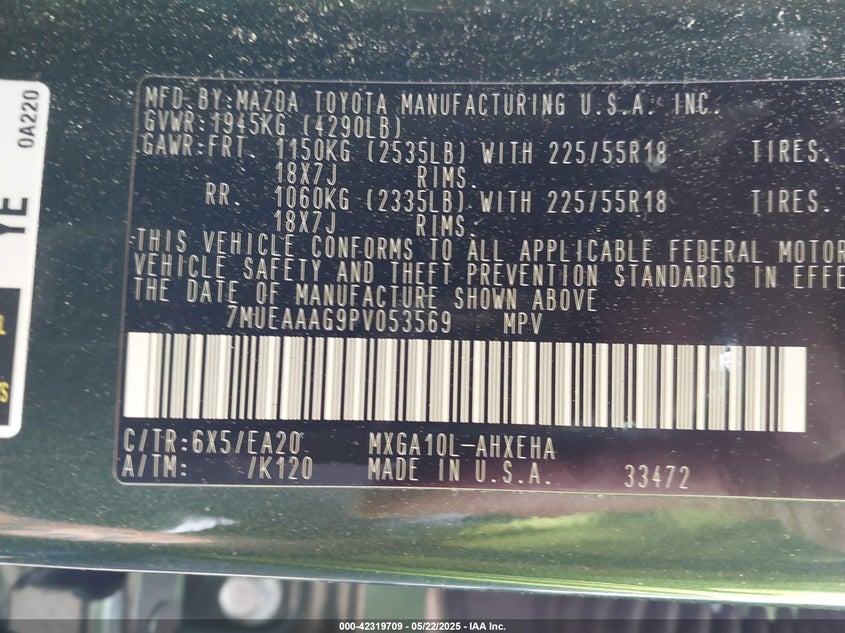 MFD.BY:MAZDA TOYOTA MANUFACTURING U.S.A. INC.
GVWR:1945KG (4290LB)
GAWR:FRT. 1150KG (2535LB) WITH 225/55R18 TIRES.
18X7J RIMS.
RR. 1060KG (2335LB) WITH 225/55R18 TIRES.
18X7J RIMS.
THIS VEHICLE CONFORMS TO ALL APPLICABLE FEDERAL MOTOR
VEHICLE SAFETY AND THEFT PREVENTION STANDARDS IN EFFE
THE DATE OF MANUFACTURE SHOWN ABOVE
7MUEAAAG9PV053569 MPV
C/TR:6X5/EA20 MXGA10L-AHXEHA
A/TM: /K120 MADE IN U.S.A. 33472
0A220
YE
000-42319709 - 05/22/2025 - IAA Inc.